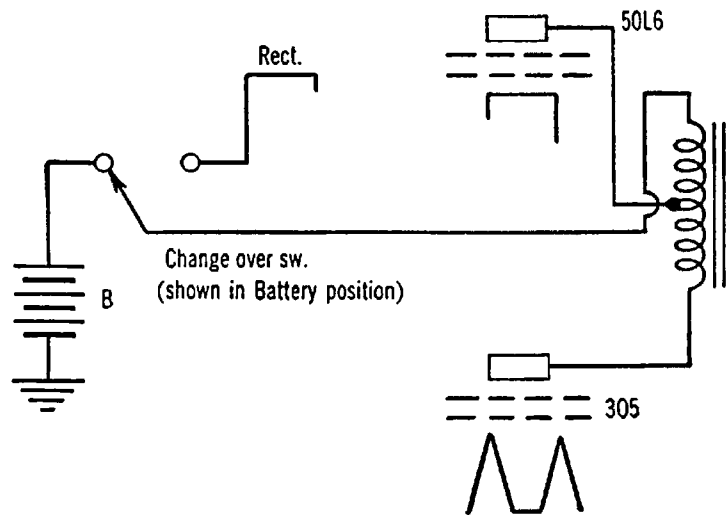 50L6
Rect.
Change over sw.
(shown in Battery position)
B
305